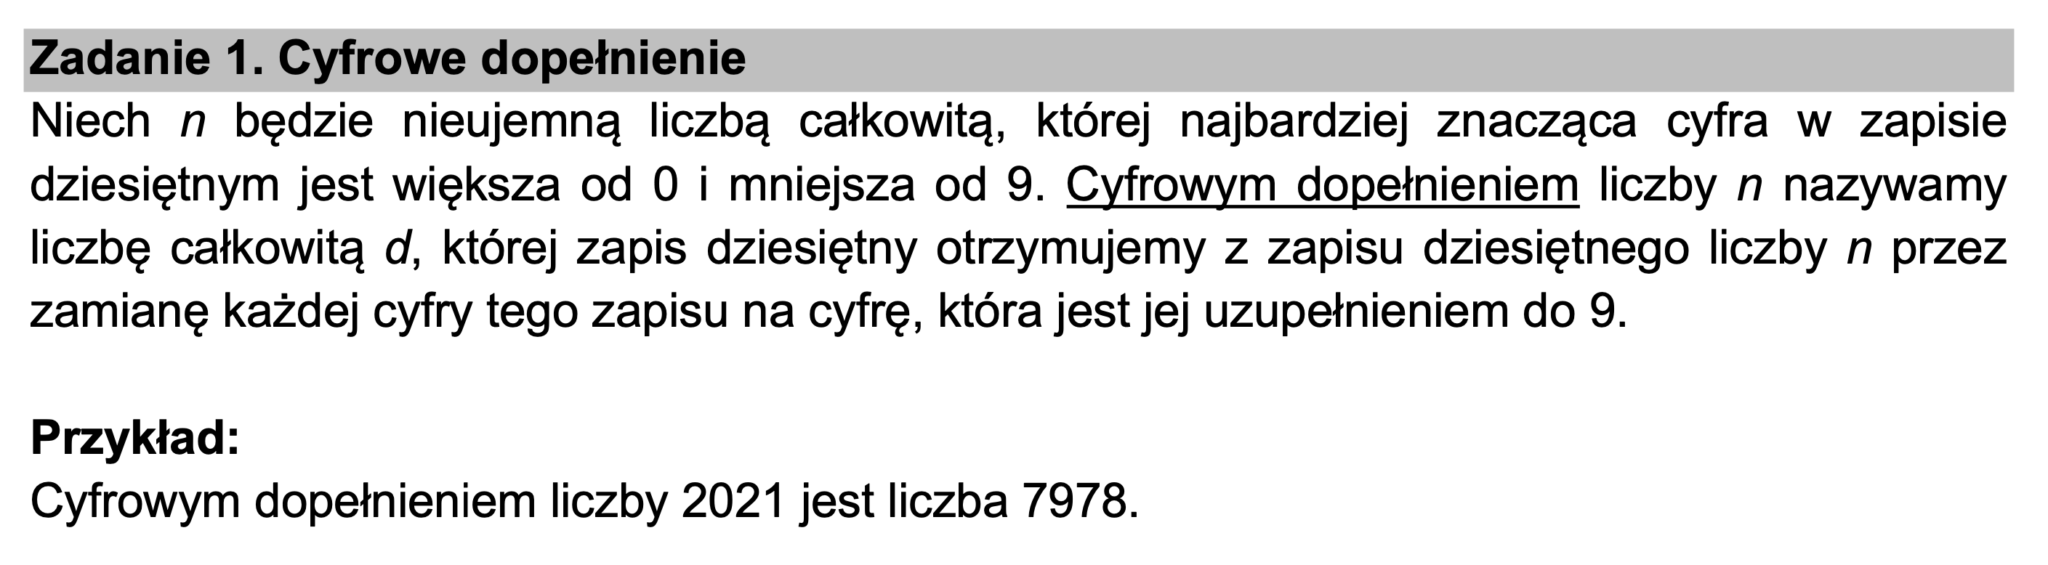 Zadanie 1. Cyfrowe dopełnienie
Niech n będzie nieujemną liczbą całkowitą, której najbardziej znacząca cyfra w zapisie
dziesiętnym jest większa od 0 i mniejsza od 9. Cyfrowym dopełnieniem liczby n nazywamy
liczbę całkowitą d, której zapis dziesiętny otrzymujemy z zapisu dziesiętnego liczby n przez
zamianę każdej cyfry tego zapisu na cyfrę, która jest jej uzupełnieniem do 9.
Przykład:
Cyfrowym dopełnieniem liczby 2021 jest liczba 7978.